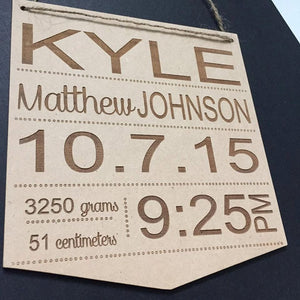 KYLE
Matthew JOHNSON
10.7.15
3250 grams
51 centimeters
9:25 PM